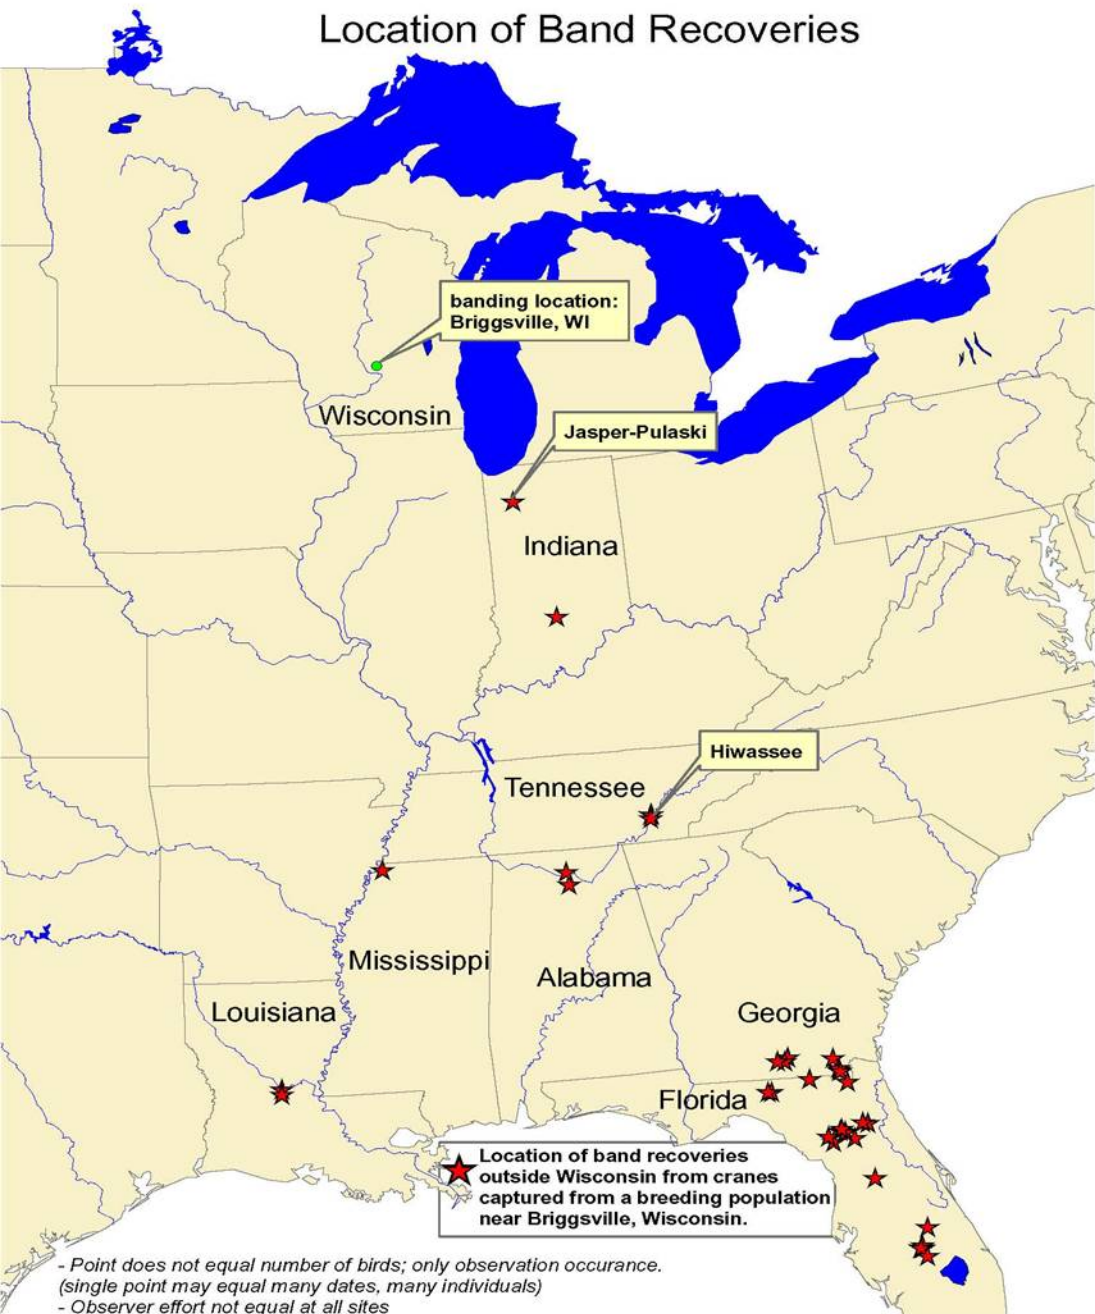 Location of Band Recoveries
banding location:
Briggsville, WI
Wisconsin
Jasper-Pulaski
Indiana
Hiwassee
Tennessee
Mississippi
Alabama
Louisiana
Georgia
Florida
Location of band recoveries
outside Wisconsin from cranes
captured from a breeding population
near Briggsville, Wisconsin.
- Point does not equal number of birds; only observation occurance.
(single point may equal many dates, many individuals)
- Observer effort not equal at all sites